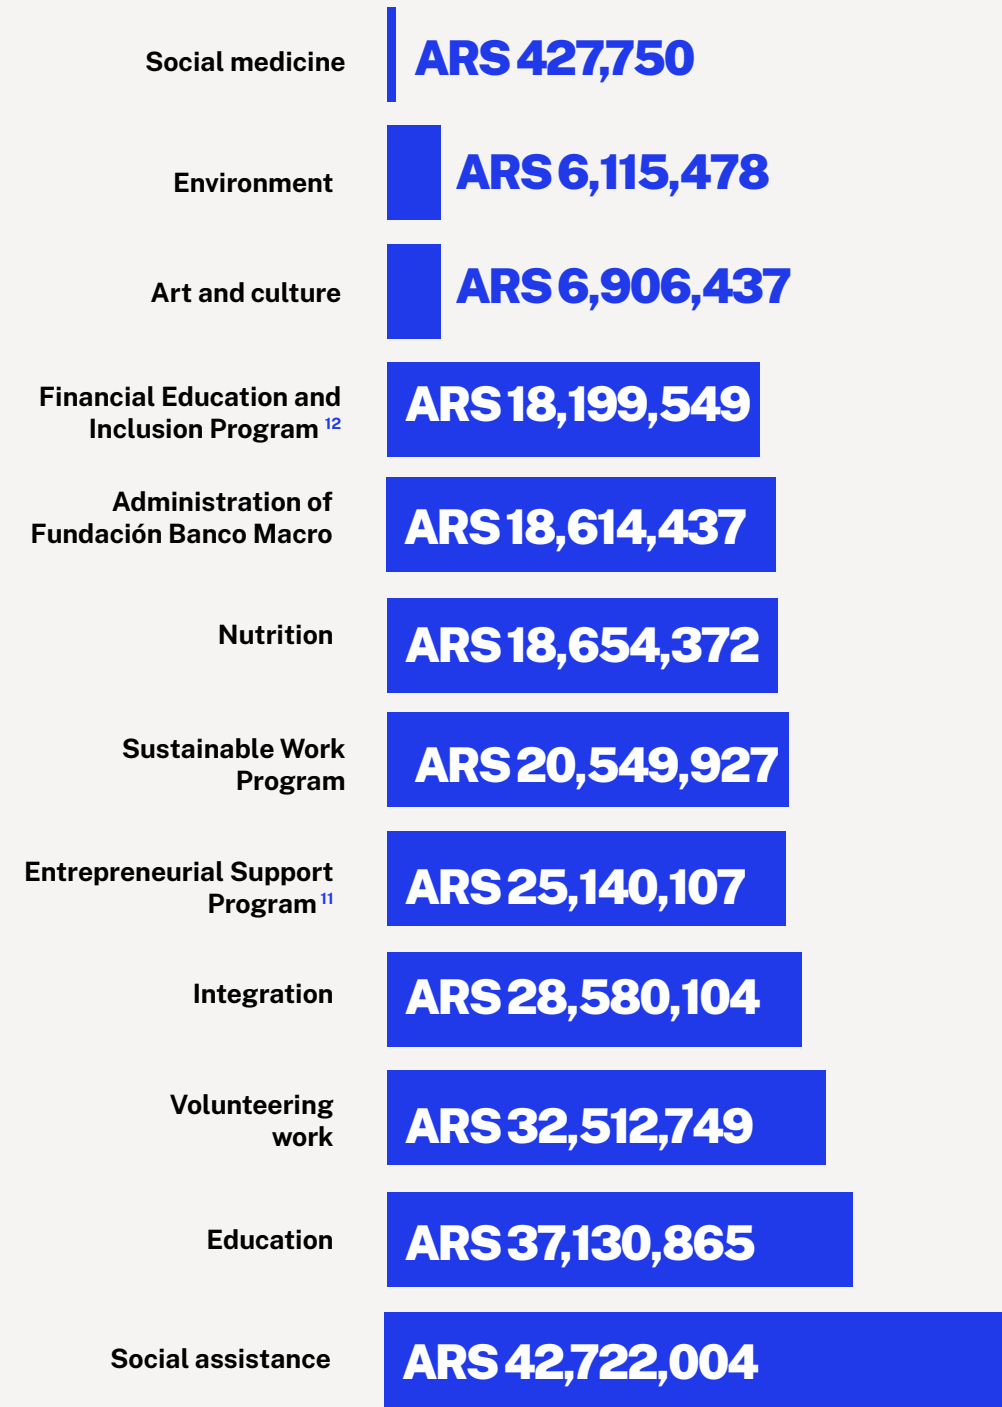 Social medicine ARS 427,750
Environment ARS 6,115,478
Art and culture ARS 6,906,437
Financial Education and
Inclusion Program 12
ARS 18,199,549
Administration of
Fundación Banco Macro
ARS 18,614,437
Nutrition ARS 18,654,372
Sustainable Work
Program
ARS 20,549,927
Entrepreneurial Support
Program 11
ARS 25,140,107
Integration ARS 28,580,104
Volunteering
work
ARS 32,512,749
Education ARS 37,130,865
Social assistance ARS 42,722,004